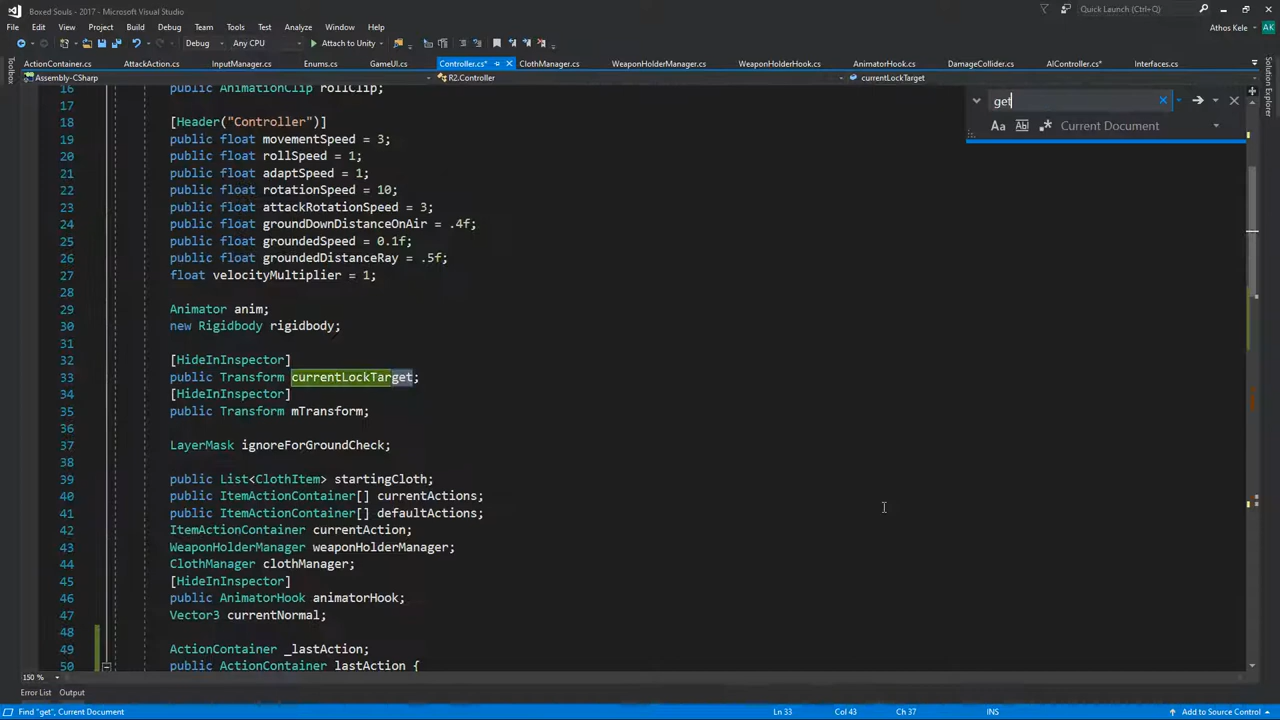 Boxed Souls - 2017 - Microsoft Visual Studio
Quick Launch (Ctrl+Q)
File Edit View Project Build Debug Team Tools Test Analyze Window Help
Athos Kele AK
Debug Any CPU Attach to Unity
ActionContainer.cs* AttackAction.cs InputManager.cs Enums.cs GameUI.cs Controller.cs* ClothManager.cs WeaponHolderManager.cs WeaponHolderHook.cs AnimatorHook.cs DamageCollider.cs AIController.cs* Interfaces.cs
Assembly-CSharp R2.Controller currentLockTarget
Toolbox
Solution Explorer
get
Aa Ab Current Document
16 public AnimationClip rollClip;
17
18 [Header("Controller")]
19 public float movementSpeed = 3;
20 public float rollSpeed = 1;
21 public float adaptSpeed = 1;
22 public float rotationSpeed = 10;
23 public float attackRotationSpeed = 3;
24 public float groundDownDistanceOnAir = .4f;
25 public float groundedSpeed = 0.1f;
26 public float groundedDistanceRay = .5f;
27 float velocityMultiplier = 1;
28
29 Animator anim;
30 new Rigidbody rigidbody;
31
32 [HideInInspector]
33 public Transform currentLockTarget;
34 [HideInInspector]
35 public Transform mTransform;
36
37 LayerMask ignoreForGroundCheck;
38
39 public List<ClothItem> startingCloth;
40 public ItemActionContainer[] currentActions;
41 public ItemActionContainer[] defaultActions;
42 ItemActionContainer currentAction;
43 WeaponHolderManager weaponHolderManager;
44 ClothManager clothManager;
45 [HideInInspector]
46 public AnimatorHook animatorHook;
47 Vector3 currentNormal;
48
49 ActionContainer _lastAction;
50 public ActionContainer lastAction {
150 %
Error List Output
Find "get", Current Document Ln 33 Col 43 Ch 37 INS Add to Source Control